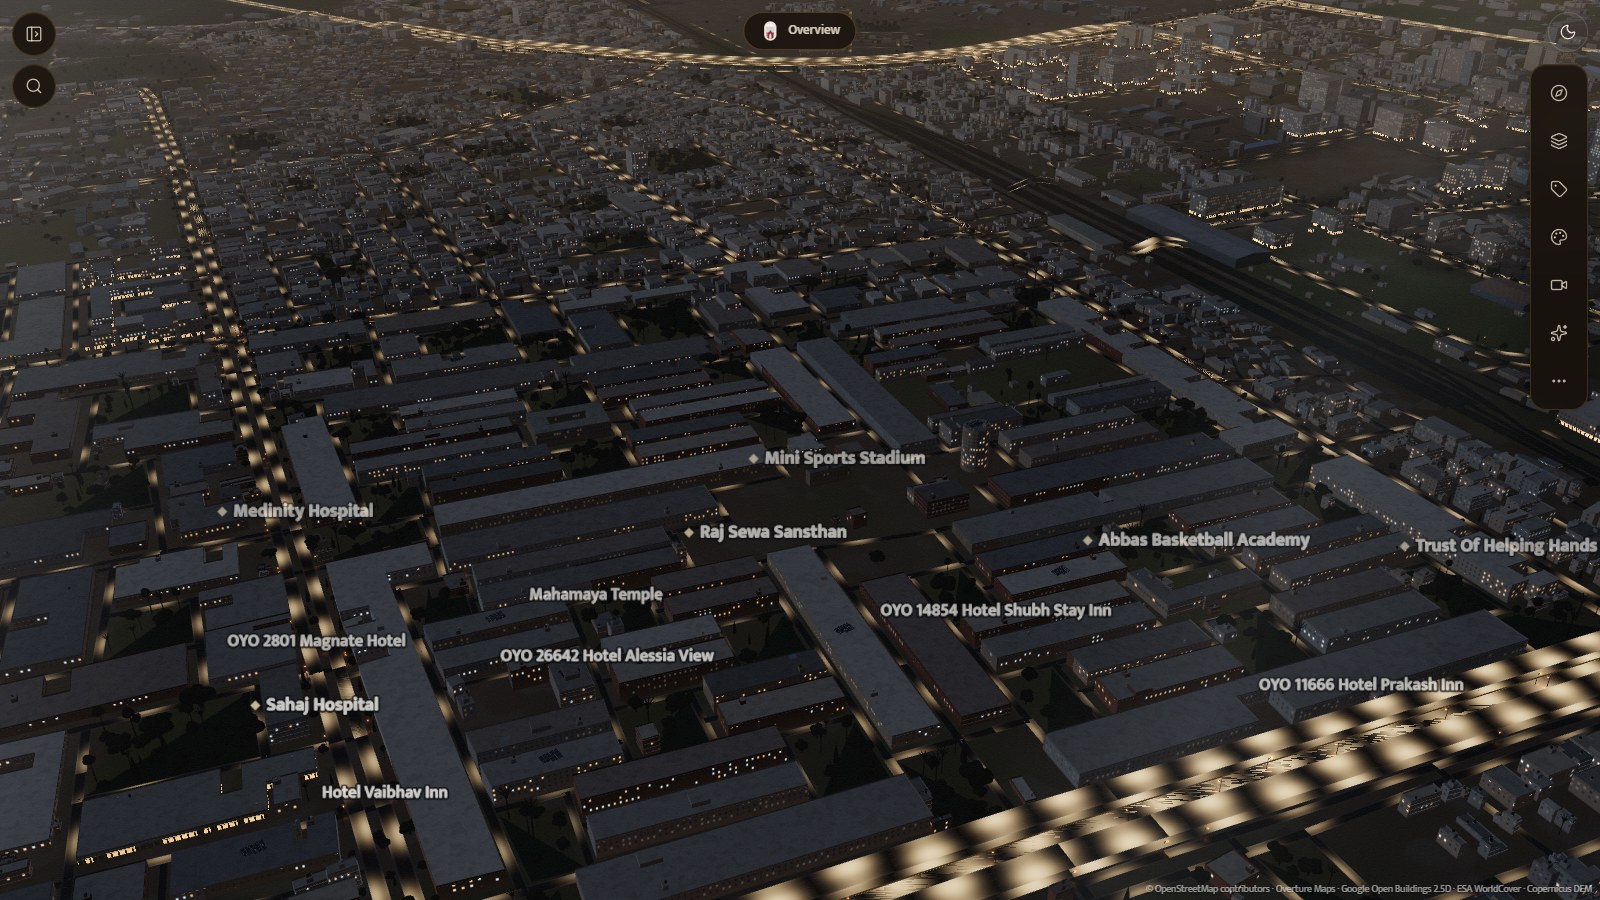 Overview
Mini Sports Stadium
Medinity Hospital
Raj Sewa Sansthan
Abbas Basketball Academy
Trust Of Helping Hands
Mahamaya Temple
OYO 14854 Hotel Shubh Stay Inn
OYO 2801 Magnate Hotel
OYO 26642 Hotel Alessia View
OYO 11666 Hotel Prakash Inn
Sahaj Hospital
Hotel Vaibhav Inn
© OpenStreetMap contributors · Overture Maps · Google Open Buildings 2.5D · ESA WorldCover · Copernicus DEM